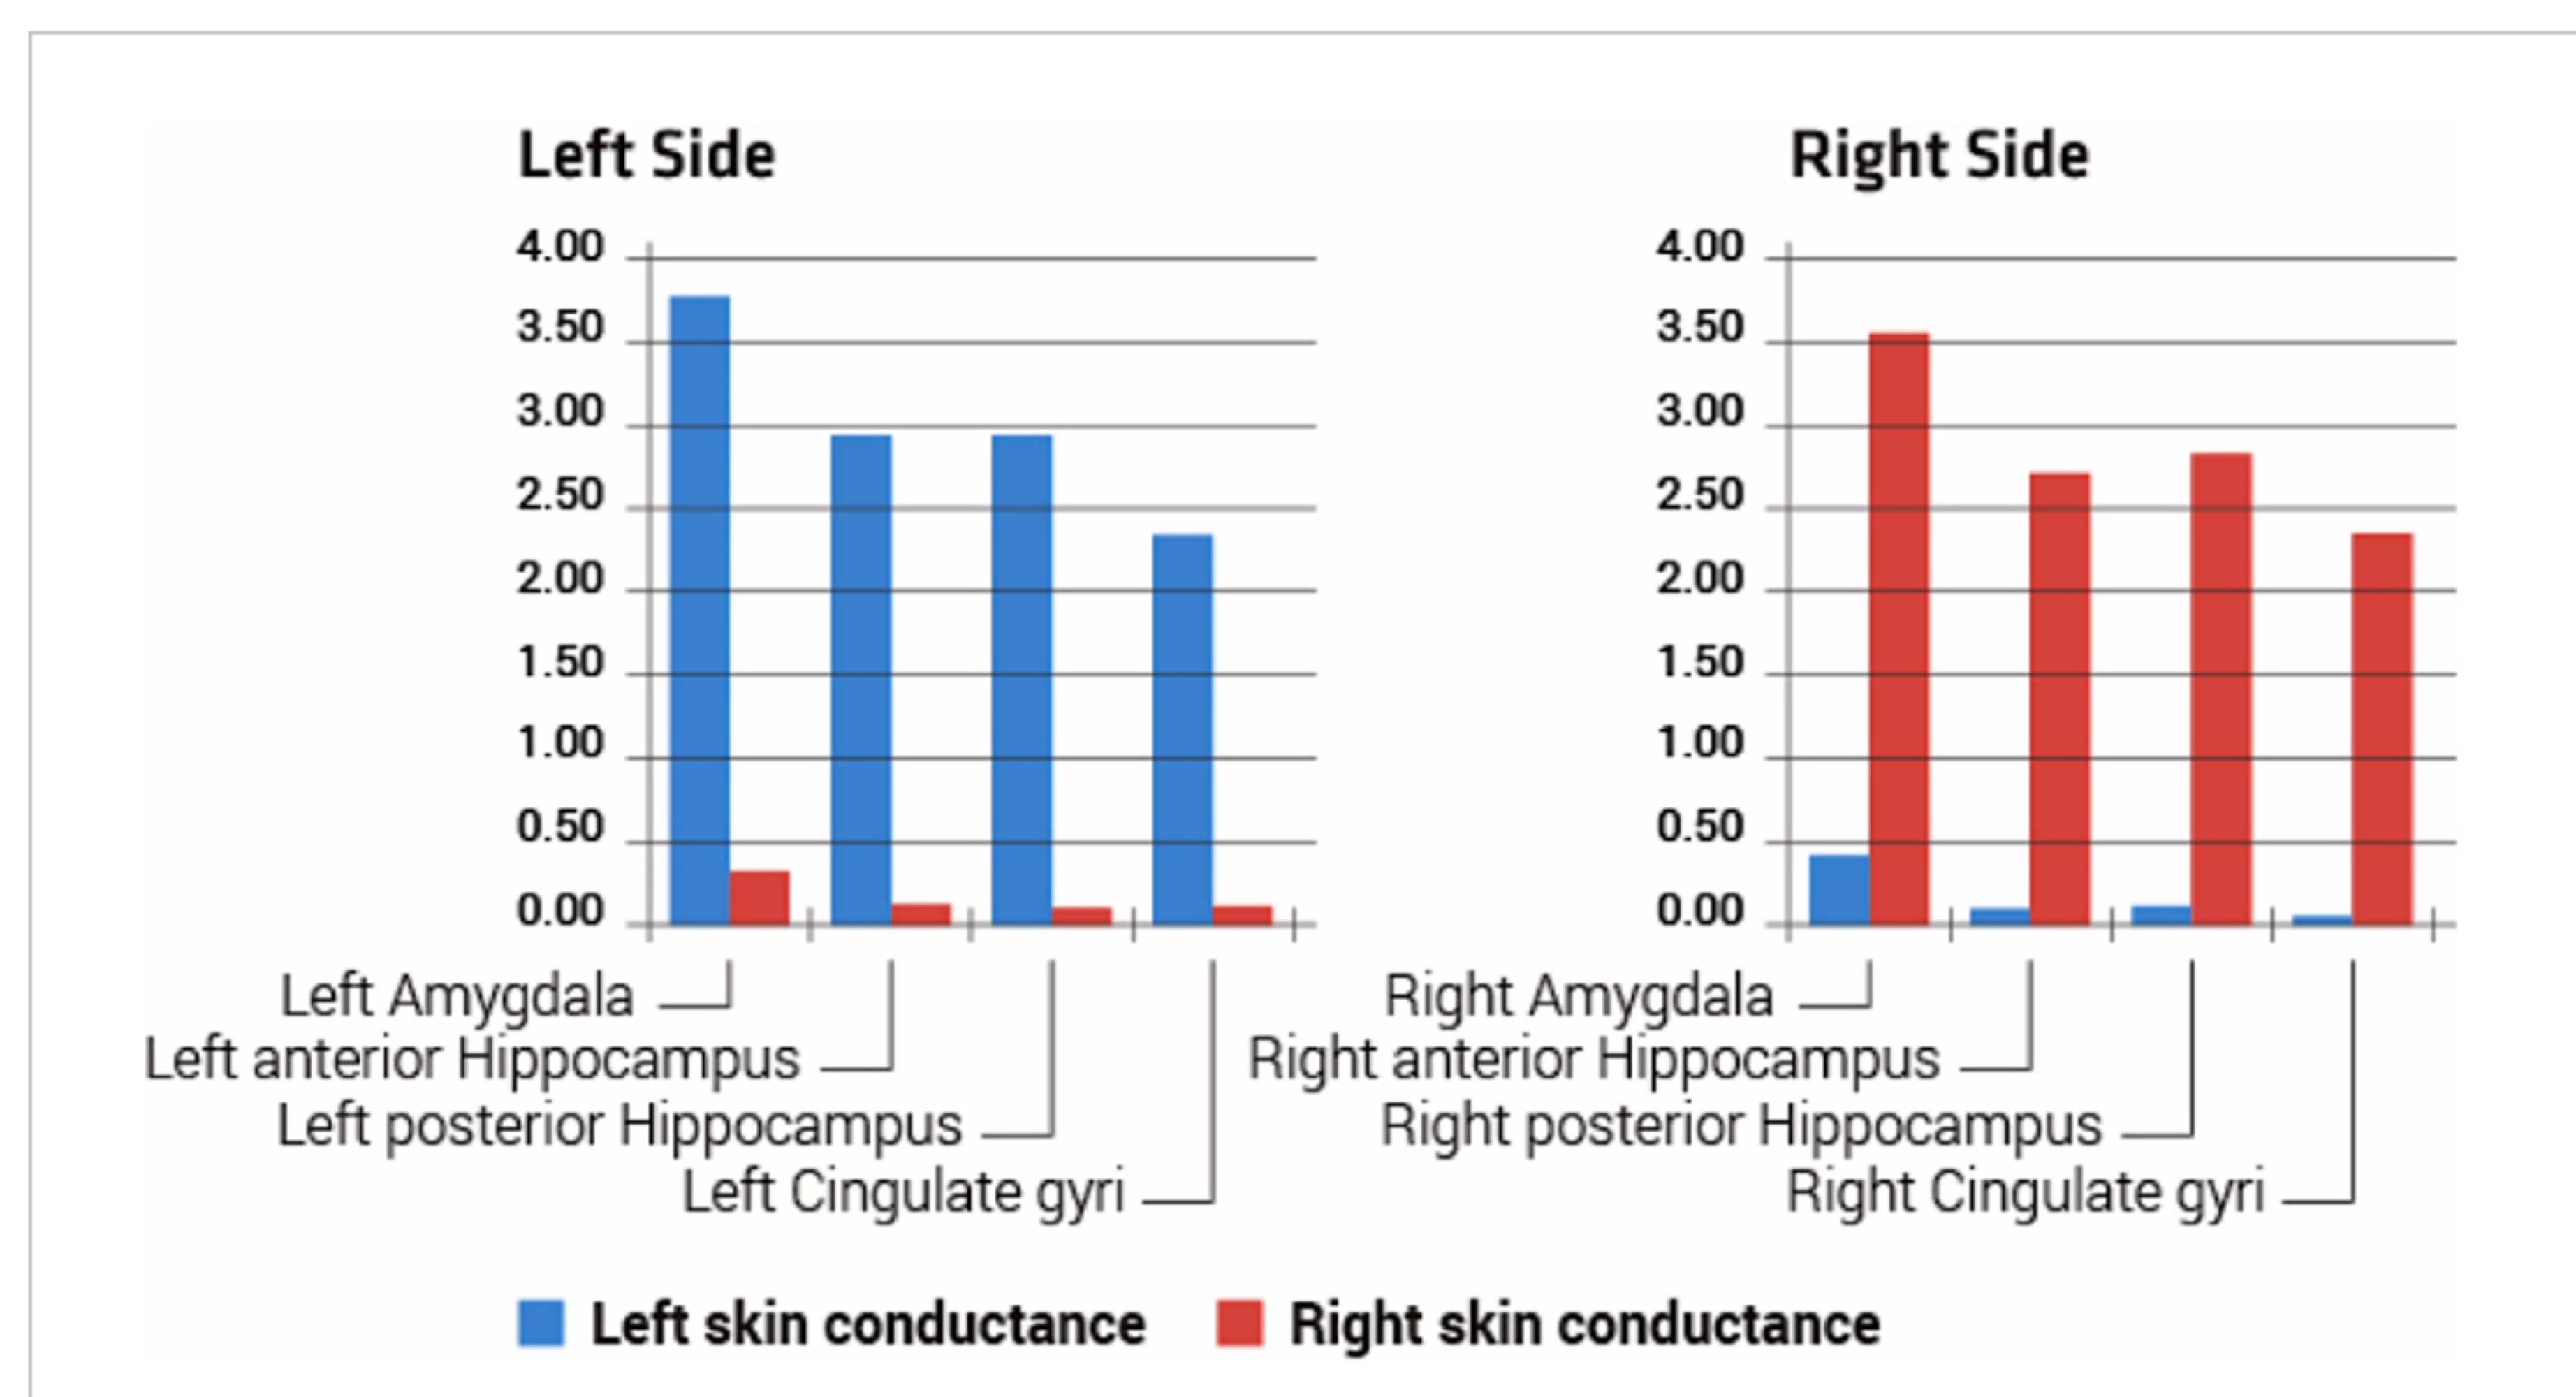 Left Side
4.00
3.50
3.00
2.50
2.00
1.50
1.00
0.50
0.00
Left Amygdala
Left anterior Hippocampus
Left posterior Hippocampus
Left Cingulate gyri
Right Side
4.00
3.50
3.00
2.50
2.00
1.50
1.00
0.50
0.00
Right Amygdala
Right anterior Hippocampus
Right posterior Hippocampus
Right Cingulate gyri
Left skin conductance
Right skin conductance